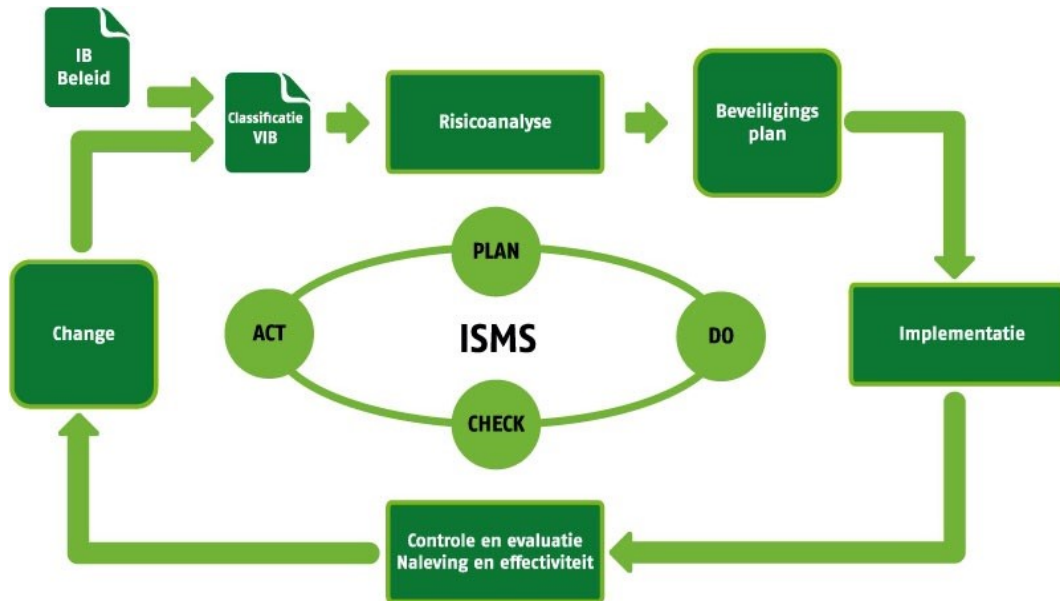 IB
Beleid
Classificatie
VIB
Risicoanalyse
Beveiligings
plan
PLAN
Change
ACT
ISMS
DO
Implementatie
CHECK
Controle en evaluatie
Naleving en effectiviteit